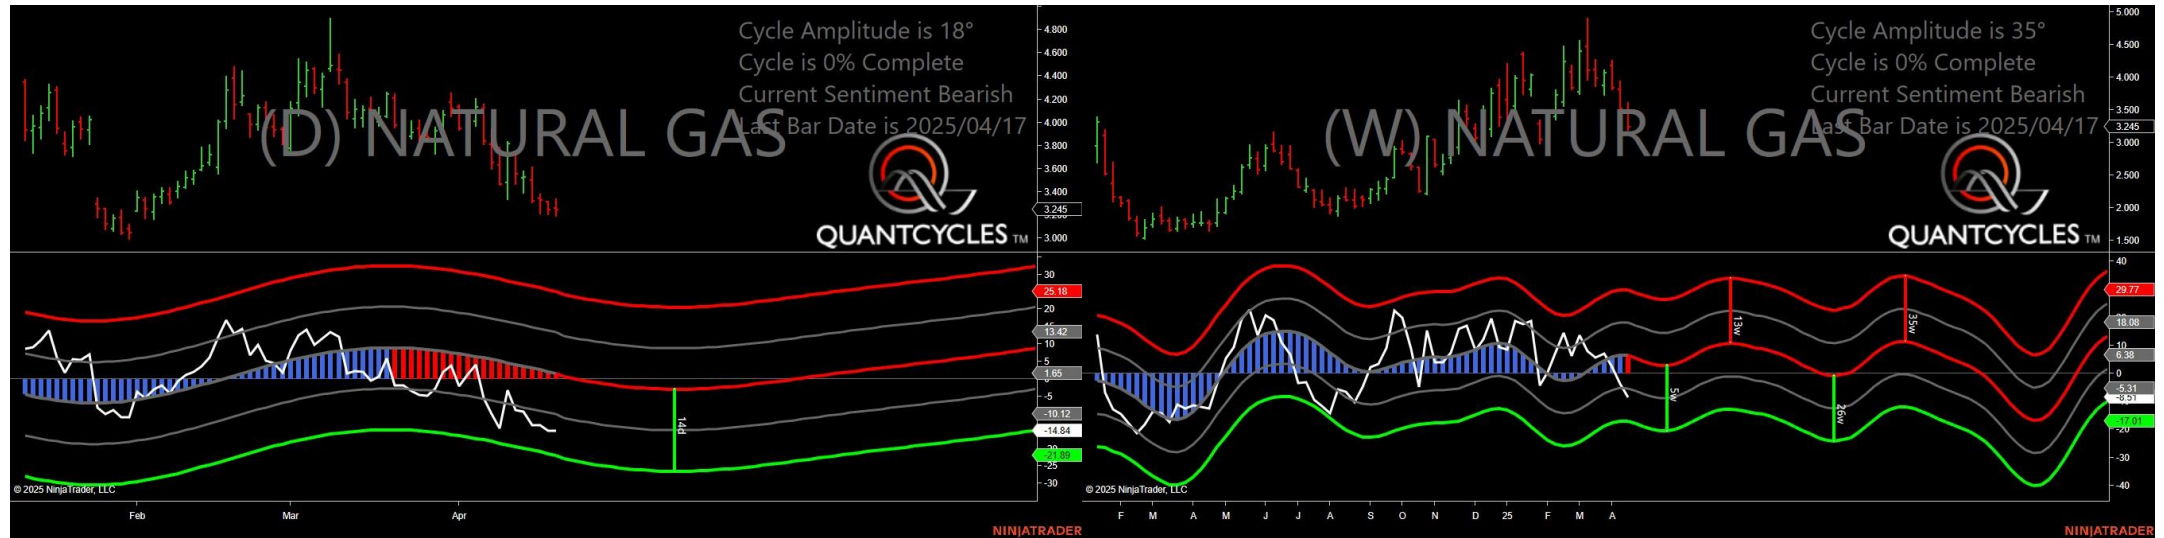 Cycle Amplitude is 18°
Cycle is 0% Complete
Current Sentiment Bearish
Last Bar Date is 2025/04/17
(D) NATURAL GAS
QUANTCYCLES TM
4.800
4.600
4.400
4.200
4.000
3.800
3.600
3.400
3.245
3.000
30
25.18
20
13.42
10
5
1.65
-5
-10.12
-14.84
-21.89
-25
-30
14d
© 2025 NinjaTrader, LLC
Feb
Mar
Apr
NINJATRADER
Cycle Amplitude is 35°
Cycle is 0% Complete
Current Sentiment Bearish
Last Bar Date is 2025/04/17
(W) NATURAL GAS
QUANTCYCLES TM
5.000
4.500
4.000
3.500
3.245
3.000
2.500
2.000
1.500
40
29.77
18.08
10
6.38
0
-5.31
-8.51
-17.01
-20
-30
-40
5w
13w
26w
35w
© 2025 NinjaTrader, LLC
F
M
A
M
J
J
A
S
O
N
D
25
F
M
A
NINJATRADER